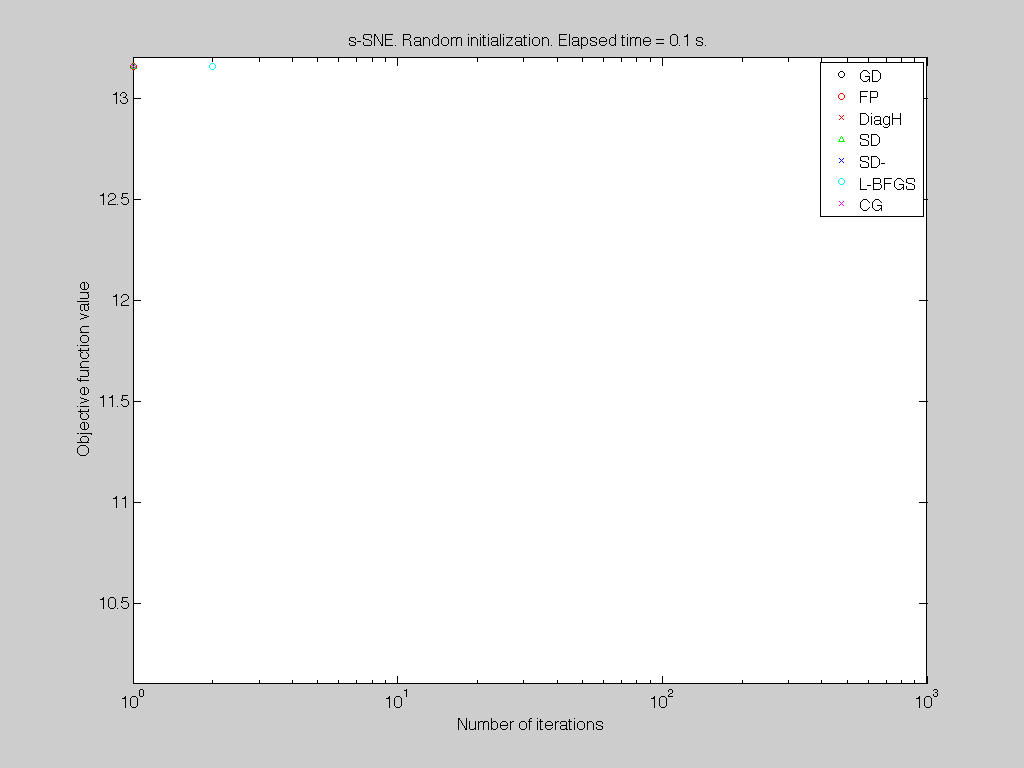 s-SNE. Random initialization. Elapsed time = 0.1 s.
GD
FP
DiagH
SD
SD-
L-BFGS
CG
13
12.5
12
11.5
11
10.5
Objective function value
10^0
10^1
10^2
10^3
Number of iterations